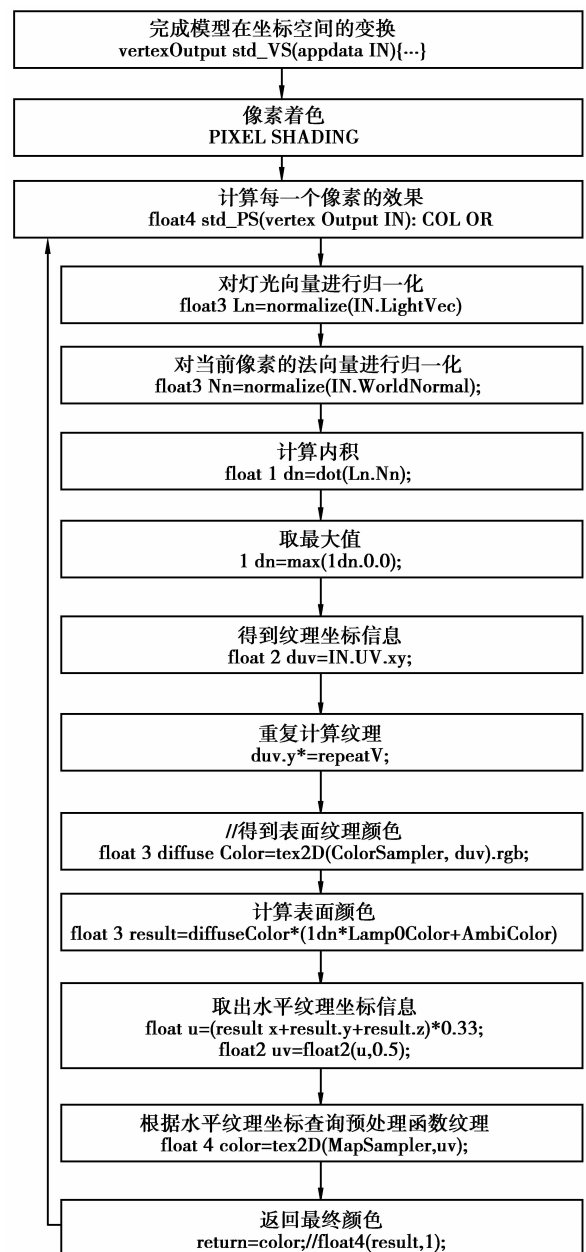 完成模型在坐标空间的变换
vertexOutput std_VS(appdata IN){···}
像素着色
PIXEL SHADING
计算每一个像素的效果
float4 std_PS(vertex Output IN): COL OR
对灯光向量进行归一化
float3 Ln=normalize(IN.LightVec)
对当前像素的法向量进行归一化
float3 Nn=normalize(IN.WorldNormal);
计算内积
float 1 dn=dot(Ln.Nn);
取最大值
1 dn=max(1dn.0.0);
得到纹理坐标信息
float 2 duv=IN.UV.xy;
重复计算纹理
duv.y*=repeatV;
//得到表面纹理颜色
float 3 diffuse Color=tex2D(ColorSampler, duv).rgb;
计算表面颜色
float 3 result=diffuseColor*(1dn*Lamp0Color+AmbiColor)
取出水平纹理坐标信息
float u=(result x+result.y+result.z)*0.33;
float2 uv=float2(u,0.5);
根据水平纹理坐标查询预处理函数纹理
float 4 color=tex2D(MapSampler,uv);
返回最终颜色
return=color;//float4(result,1);